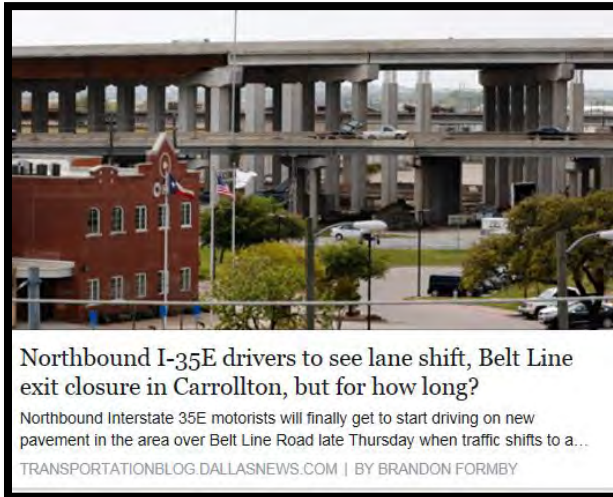 Northbound I-35E drivers to see lane shift, Belt Line
exit closure in Carrollton, but for how long?
Northbound Interstate 35E motorists will finally get to start driving on new
pavement in the area over Belt Line Road late Thursday when traffic shifts to a...
TRANSPORTATIONBLOG.DALLASNEWS.COM | BY BRANDON FORMBY